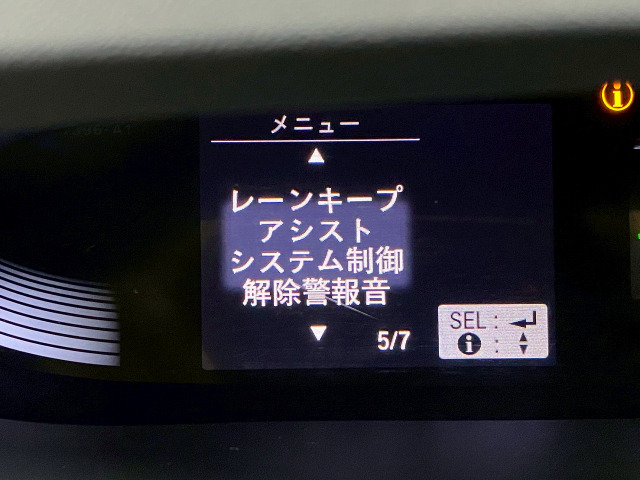 メニュー
▲
レーンキープ
アシスト
システム制御
解除警報音
▼
5/7
SEL : ↵
i : ▲▼